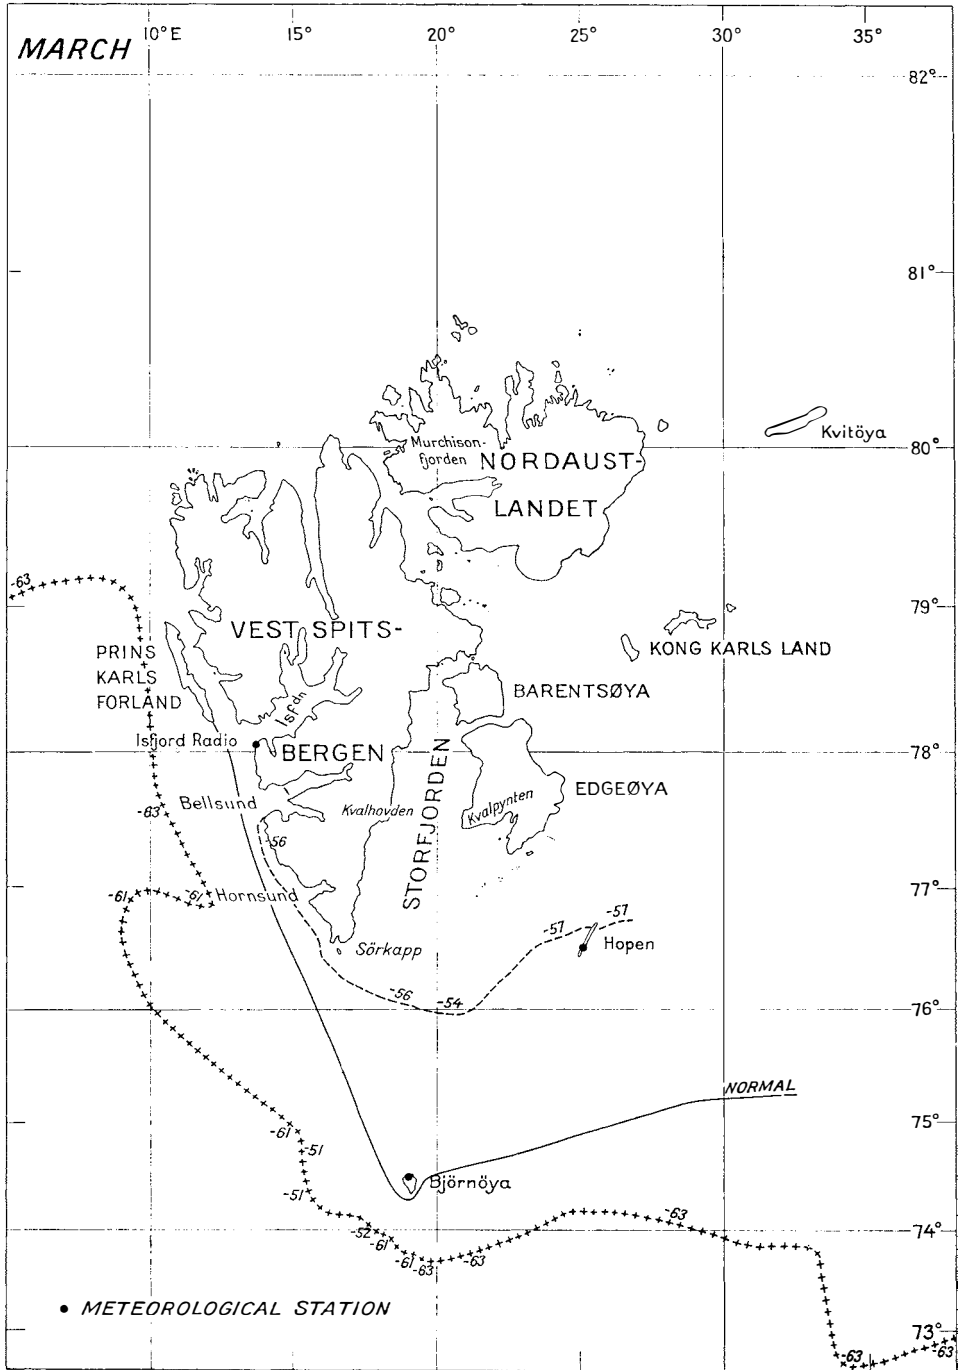 MARCH
10°E 15° 20° 25° 30° 35°
82°
81°
Kvitöya
80°
Murchison-
fjorden
NORDAUST-
LANDET
-63
79°
VEST SPITS-
PRINS
KARLS
FORLAND
KONG KARLS LAND
BARENTSØYA
Isfdn
Isfjord Radio
BERGEN
78°
STORFJORDEN
EDGEØYA
Bellsund
-63
Kvalhovden
Kvalpynten
-56
77°
-61
-61
Hornsund
-57
-57
Hopen
Sörkapp
-56
-54
76°
NORMAL
75°
-61
-51
Björnöya
-51
-63
74°
-52
-61
-61
-63
-63
• METEOROLOGICAL STATION
73°
-63
-63